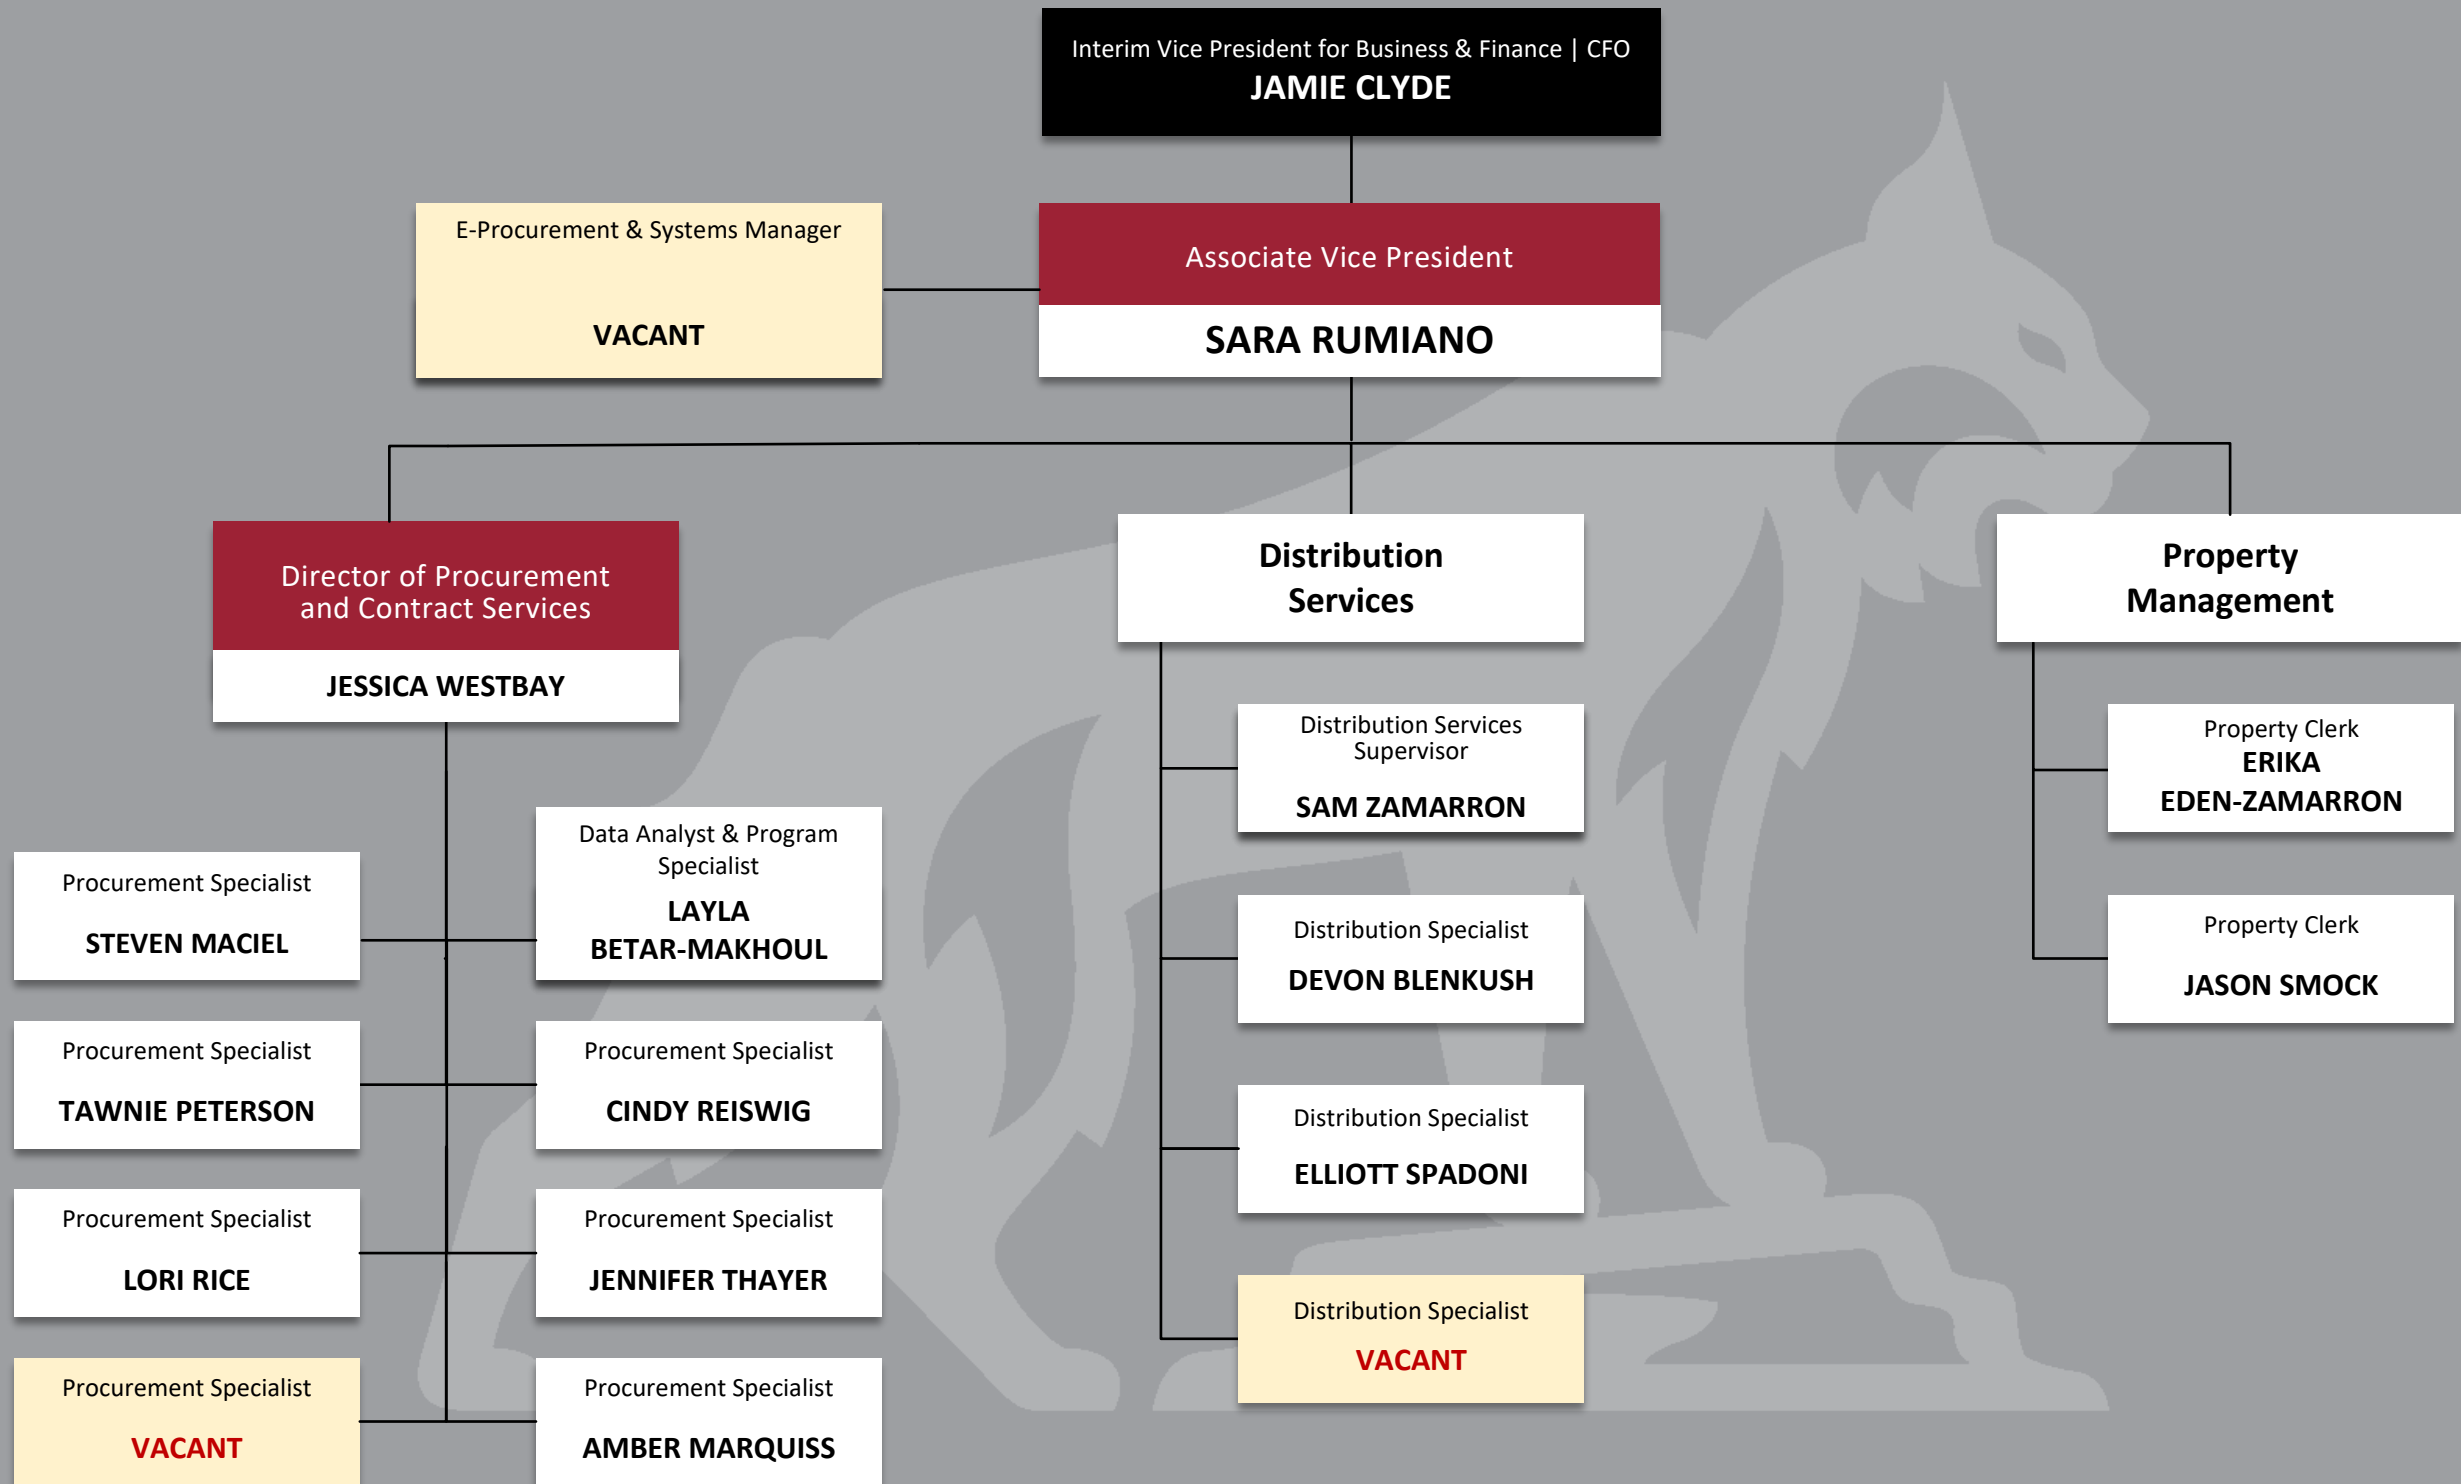 Interim Vice President for Business & Finance | CFO
JAMIE CLYDE
E-Procurement & Systems Manager
VACANT
Associate Vice President
SARA RUMIANO
Director of Procurement
and Contract Services
JESSICA WESTBAY
Procurement Specialist
STEVEN MACIEL
Data Analyst & Program
Specialist
LAYLA
BETAR-MAKHOUL
Procurement Specialist
TAWNIE PETERSON
Procurement Specialist
CINDY REISWIG
Procurement Specialist
LORI RICE
Procurement Specialist
JENNIFER THAYER
Procurement Specialist
VACANT
Procurement Specialist
AMBER MARQUISS
Distribution
Services
Distribution Services
Supervisor
SAM ZAMARRON
Distribution Specialist
DEVON BLENKUSH
Distribution Specialist
ELLIOTT SPADONI
Distribution Specialist
VACANT
Property
Management
Property Clerk
ERIKA
EDEN-ZAMARRON
Property Clerk
JASON SMOCK